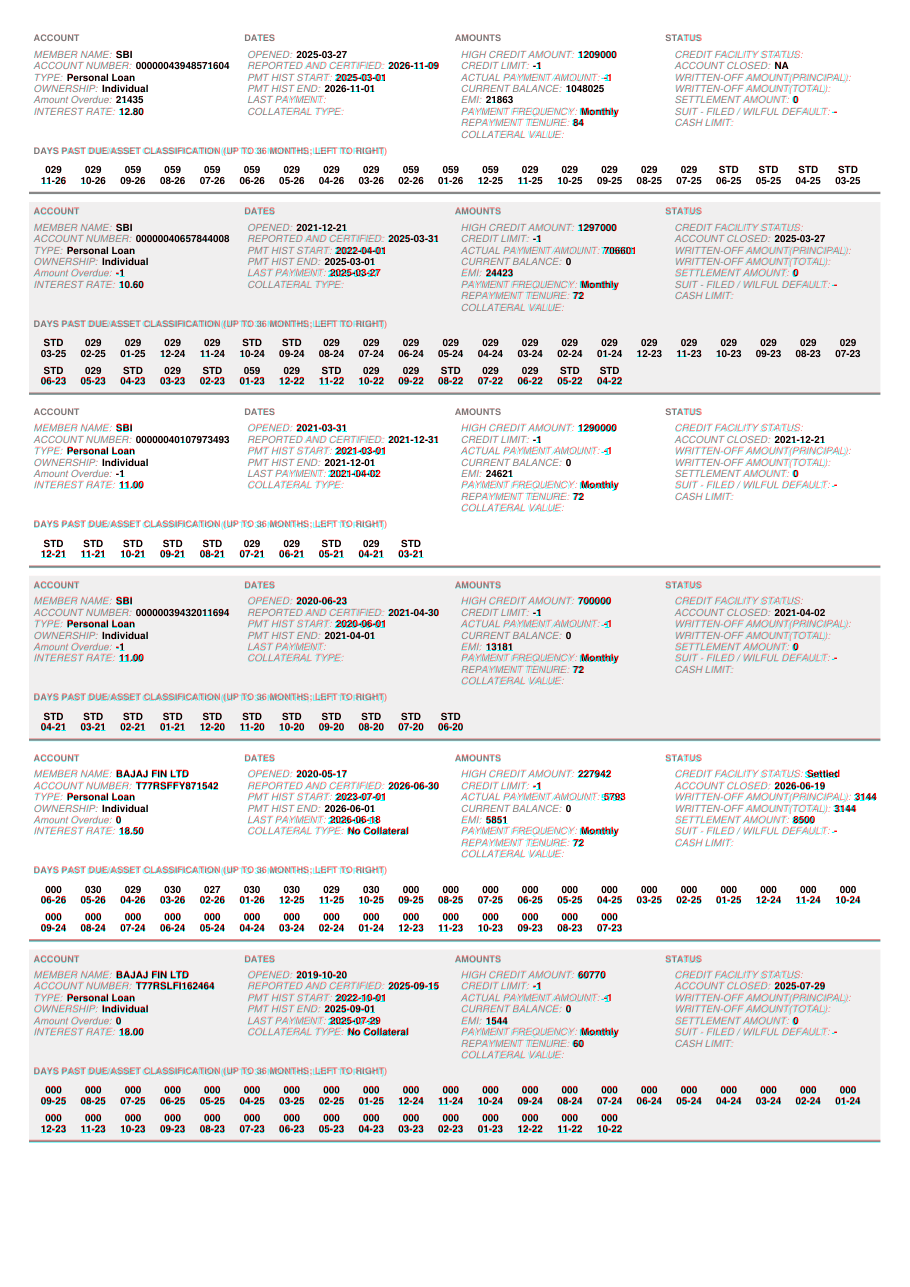 ACCOUNT DATES AMOUNTS STATUS
MEMBER NAME: SBI OPENED: 2025-03-27 HIGH CREDIT AMOUNT: 1209000 CREDIT FACILITY STATUS:
ACCOUNT NUMBER: 00000043948571604 REPORTED AND CERTIFIED: 2026-11-09 CREDIT LIMIT: -1 ACCOUNT CLOSED: NA
TYPE: Personal Loan PMT HIST START: 2025-03-01 ACTUAL PAYMENT AMOUNT: -1 WRITTEN-OFF AMOUNT(PRINCIPAL):
OWNERSHIP: Individual PMT HIST END: 2026-11-01 CURRENT BALANCE: 1048025 WRITTEN-OFF AMOUNT(TOTAL):
Amount Overdue: 21435 LAST PAYMENT: EMI: 21863 SETTLEMENT AMOUNT: 0
INTEREST RATE: 12.80 COLLATERAL TYPE: PAYMENT FREQUENCY: Monthly SUIT - FILED / WILFUL DEFAULT: -
REPAYMENT TENURE: 84 CASH LIMIT:
COLLATERAL VALUE:
DAYS PAST DUE/ASSET CLASSIFICATION (UP TO 36 MONTHS; LEFT TO RIGHT)
029 029 059 059 059 059 029 029 029 059 059 059 029 029 029 029 029 STD STD STD STD
11-26 10-26 09-26 08-26 07-26 06-26 05-26 04-26 03-26 02-26 01-26 12-25 11-25 10-25 09-25 08-25 07-25 06-25 05-25 04-25 03-25
ACCOUNT DATES AMOUNTS STATUS
MEMBER NAME: SBI OPENED: 2021-12-21 HIGH CREDIT AMOUNT: 1297000 CREDIT FACILITY STATUS:
ACCOUNT NUMBER: 00000040657844008 REPORTED AND CERTIFIED: 2025-03-31 CREDIT LIMIT: -1 ACCOUNT CLOSED: 2025-03-27
TYPE: Personal Loan PMT HIST START: 2022-04-01 ACTUAL PAYMENT AMOUNT: 706601 WRITTEN-OFF AMOUNT(PRINCIPAL):
OWNERSHIP: Individual PMT HIST END: 2025-03-01 CURRENT BALANCE: 0 WRITTEN-OFF AMOUNT(TOTAL):
Amount Overdue: -1 LAST PAYMENT: 2025-03-27 EMI: 24423 SETTLEMENT AMOUNT: 0
INTEREST RATE: 10.60 COLLATERAL TYPE: PAYMENT FREQUENCY: Monthly SUIT - FILED / WILFUL DEFAULT: -
REPAYMENT TENURE: 72 CASH LIMIT:
COLLATERAL VALUE:
DAYS PAST DUE/ASSET CLASSIFICATION (UP TO 36 MONTHS; LEFT TO RIGHT)
STD 029 029 029 029 STD STD 029 029 029 029 029 029 029 029 029 029 029 029 029 029
03-25 02-25 01-25 12-24 11-24 10-24 09-24 08-24 07-24 06-24 05-24 04-24 03-24 02-24 01-24 12-23 11-23 10-23 09-23 08-23 07-23
STD 029 STD 029 STD 059 029 STD 029 029 STD 029 029 STD STD
06-23 05-23 04-23 03-23 02-23 01-23 12-22 11-22 10-22 09-22 08-22 07-22 06-22 05-22 04-22
ACCOUNT DATES AMOUNTS STATUS
MEMBER NAME: SBI OPENED: 2021-03-31 HIGH CREDIT AMOUNT: 1290000 CREDIT FACILITY STATUS:
ACCOUNT NUMBER: 00000040107973493 REPORTED AND CERTIFIED: 2021-12-31 CREDIT LIMIT: -1 ACCOUNT CLOSED: 2021-12-21
TYPE: Personal Loan PMT HIST START: 2021-03-01 ACTUAL PAYMENT AMOUNT: -1 WRITTEN-OFF AMOUNT(PRINCIPAL):
OWNERSHIP: Individual PMT HIST END: 2021-12-01 CURRENT BALANCE: 0 WRITTEN-OFF AMOUNT(TOTAL):
Amount Overdue: -1 LAST PAYMENT: 2021-04-02 EMI: 24621 SETTLEMENT AMOUNT: 0
INTEREST RATE: 11.00 COLLATERAL TYPE: PAYMENT FREQUENCY: Monthly SUIT - FILED / WILFUL DEFAULT: -
REPAYMENT TENURE: 72 CASH LIMIT:
COLLATERAL VALUE:
DAYS PAST DUE/ASSET CLASSIFICATION (UP TO 36 MONTHS; LEFT TO RIGHT)
STD STD STD STD STD 029 029 STD 029 STD
12-21 11-21 10-21 09-21 08-21 07-21 06-21 05-21 04-21 03-21
ACCOUNT DATES AMOUNTS STATUS
MEMBER NAME: SBI OPENED: 2020-06-23 HIGH CREDIT AMOUNT: 700000 CREDIT FACILITY STATUS:
ACCOUNT NUMBER: 00000039432011694 REPORTED AND CERTIFIED: 2021-04-30 CREDIT LIMIT: -1 ACCOUNT CLOSED: 2021-04-02
TYPE: Personal Loan PMT HIST START: 2020-06-01 ACTUAL PAYMENT AMOUNT: -1 WRITTEN-OFF AMOUNT(PRINCIPAL):
OWNERSHIP: Individual PMT HIST END: 2021-04-01 CURRENT BALANCE: 0 WRITTEN-OFF AMOUNT(TOTAL):
Amount Overdue: -1 LAST PAYMENT: EMI: 13181 SETTLEMENT AMOUNT: 0
INTEREST RATE: 11.00 COLLATERAL TYPE: PAYMENT FREQUENCY: Monthly SUIT - FILED / WILFUL DEFAULT: -
REPAYMENT TENURE: 72 CASH LIMIT:
COLLATERAL VALUE:
DAYS PAST DUE/ASSET CLASSIFICATION (UP TO 36 MONTHS; LEFT TO RIGHT)
STD STD STD STD STD STD STD STD STD STD STD
04-21 03-21 02-21 01-21 12-20 11-20 10-20 09-20 08-20 07-20 06-20
ACCOUNT DATES AMOUNTS STATUS
MEMBER NAME: BAJAJ FIN LTD OPENED: 2020-05-17 HIGH CREDIT AMOUNT: 227942 CREDIT FACILITY STATUS: Settled
ACCOUNT NUMBER: T77RSFFY871542 REPORTED AND CERTIFIED: 2026-06-30 CREDIT LIMIT: -1 ACCOUNT CLOSED: 2026-06-19
TYPE: Personal Loan PMT HIST START: 2023-07-01 ACTUAL PAYMENT AMOUNT: 5793 WRITTEN-OFF AMOUNT(PRINCIPAL): 3144
OWNERSHIP: Individual PMT HIST END: 2026-06-01 CURRENT BALANCE: 0 WRITTEN-OFF AMOUNT(TOTAL): 3144
Amount Overdue: 0 LAST PAYMENT: 2026-06-18 EMI: 5851 SETTLEMENT AMOUNT: 8500
INTEREST RATE: 18.50 COLLATERAL TYPE: No Collateral PAYMENT FREQUENCY: Monthly SUIT - FILED / WILFUL DEFAULT: -
REPAYMENT TENURE: 72 CASH LIMIT:
COLLATERAL VALUE:
DAYS PAST DUE/ASSET CLASSIFICATION (UP TO 36 MONTHS; LEFT TO RIGHT)
000 030 029 030 027 030 030 029 030 000 000 000 000 000 000 000 000 000 000 000 000
06-26 05-26 04-26 03-26 02-26 01-26 12-25 11-25 10-25 09-25 08-25 07-25 06-25 05-25 04-25 03-25 02-25 01-25 12-24 11-24 10-24
000 000 000 000 000 000 000 000 000 000 000 000 000 000 000
09-24 08-24 07-24 06-24 05-24 04-24 03-24 02-24 01-24 12-23 11-23 10-23 09-23 08-23 07-23
ACCOUNT DATES AMOUNTS STATUS
MEMBER NAME: BAJAJ FIN LTD OPENED: 2019-10-20 HIGH CREDIT AMOUNT: 60770 CREDIT FACILITY STATUS:
ACCOUNT NUMBER: T77RSLFI162464 REPORTED AND CERTIFIED: 2025-09-15 CREDIT LIMIT: -1 ACCOUNT CLOSED: 2025-07-29
TYPE: Personal Loan PMT HIST START: 2022-10-01 ACTUAL PAYMENT AMOUNT: -1 WRITTEN-OFF AMOUNT(PRINCIPAL):
OWNERSHIP: Individual PMT HIST END: 2025-09-01 CURRENT BALANCE: 0 WRITTEN-OFF AMOUNT(TOTAL):
Amount Overdue: 0 LAST PAYMENT: 2025-07-29 EMI: 1544 SETTLEMENT AMOUNT: 0
INTEREST RATE: 18.00 COLLATERAL TYPE: No Collateral PAYMENT FREQUENCY: Monthly SUIT - FILED / WILFUL DEFAULT: -
REPAYMENT TENURE: 60 CASH LIMIT:
COLLATERAL VALUE:
DAYS PAST DUE/ASSET CLASSIFICATION (UP TO 36 MONTHS; LEFT TO RIGHT)
000 000 000 000 000 000 000 000 000 000 000 000 000 000 000 000 000 000 000 000 000
09-25 08-25 07-25 06-25 05-25 04-25 03-25 02-25 01-25 12-24 11-24 10-24 09-24 08-24 07-24 06-24 05-24 04-24 03-24 02-24 01-24
000 000 000 000 000 000 000 000 000 000 000 000 000 000 000
12-23 11-23 10-23 09-23 08-23 07-23 06-23 05-23 04-23 03-23 02-23 01-23 12-22 11-22 10-22